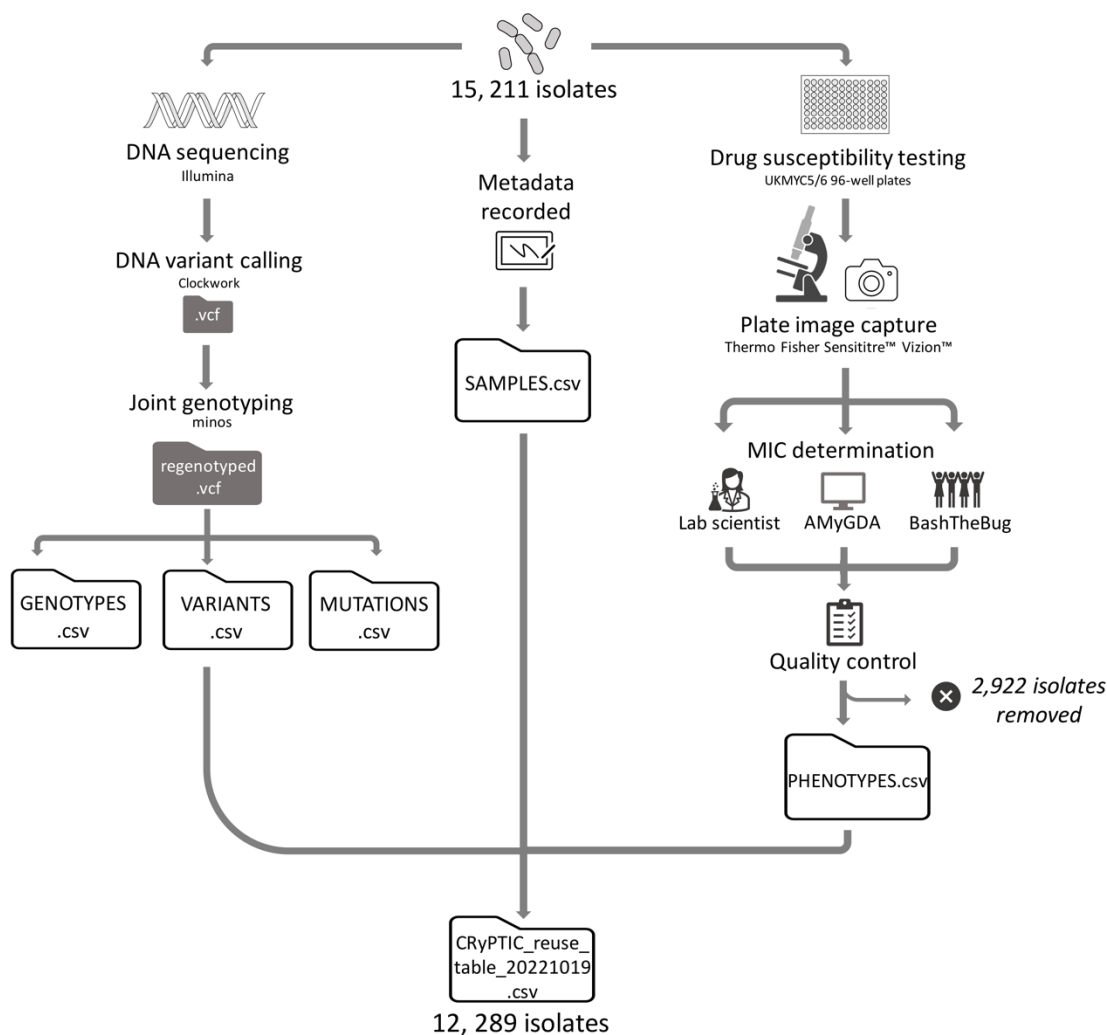 15, 211 isolates
DNA sequencing
Illumina
DNA variant calling
Clockwork
.vcf
Joint genotyping
minos
regenotyped
.vcf
GENOTYPES
.csv
VARIANTS
.csv
MUTATIONS
.csv
Metadata
recorded
SAMPLES.csv
Drug susceptibility testing
UKMYC5/6 96-well plates
Plate image capture
Thermo Fisher Sensititre™ Vizion™
MIC determination
Lab scientist
AMyGDA
BashTheBug
Quality control
2,922 isolates
removed
PHENOTYPES.csv
CRyPTIC_reuse_
table_20221019
.csv
12, 289 isolates